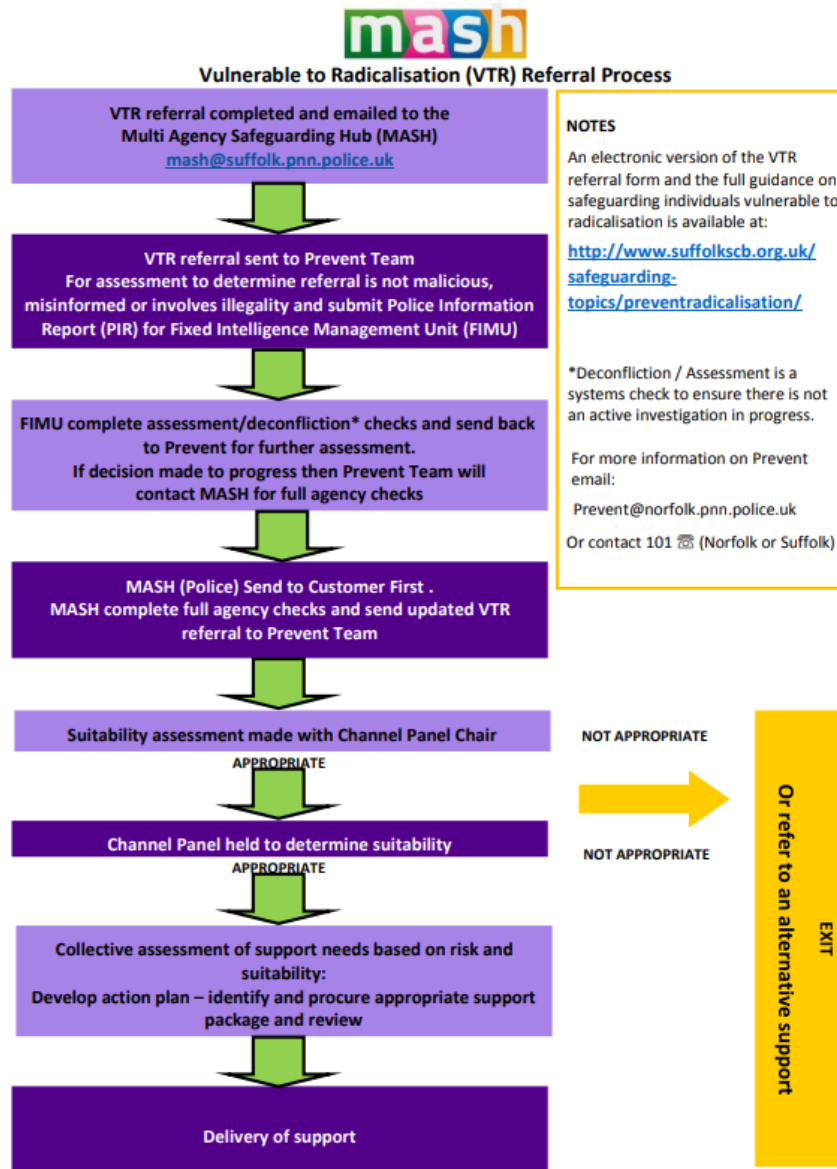 mash
Vulnerable to Radicalisation (VTR) Referral Process
VTR referral completed and emailed to the
Multi Agency Safeguarding Hub (MASH)
mash@suffolk.pnn.police.uk
VTR referral sent to Prevent Team
For assessment to determine referral is not malicious,
misinformed or involves illegality and submit Police Information
Report (PIR) for Fixed Intelligence Management Unit (FIMU)
FIMU complete assessment/deconfliction* checks and send back
to Prevent for further assessment.
If decision made to progress then Prevent Team will
contact MASH for full agency checks
MASH (Police) Send to Customer First .
MASH complete full agency checks and send updated VTR
referral to Prevent Team
Suitability assessment made with Channel Panel Chair
APPROPRIATE
Channel Panel held to determine suitability
APPROPRIATE
Collective assessment of support needs based on risk and
suitability:
Develop action plan – identify and procure appropriate support
package and review
Delivery of support
NOTES
An electronic version of the VTR
referral form and the full guidance on
safeguarding individuals vulnerable to
radicalisation is available at:
http://www.suffolkscb.org.uk/
safeguarding-
topics/preventradicalisation/
*Deconfliction / Assessment is a
systems check to ensure there is not
an active investigation in progress.
For more information on Prevent
email:
Prevent@norfolk.pnn.police.uk
Or contact 101 ☏ (Norfolk or Suffolk)
NOT APPROPRIATE
NOT APPROPRIATE
EXIT
Or refer to an alternative support